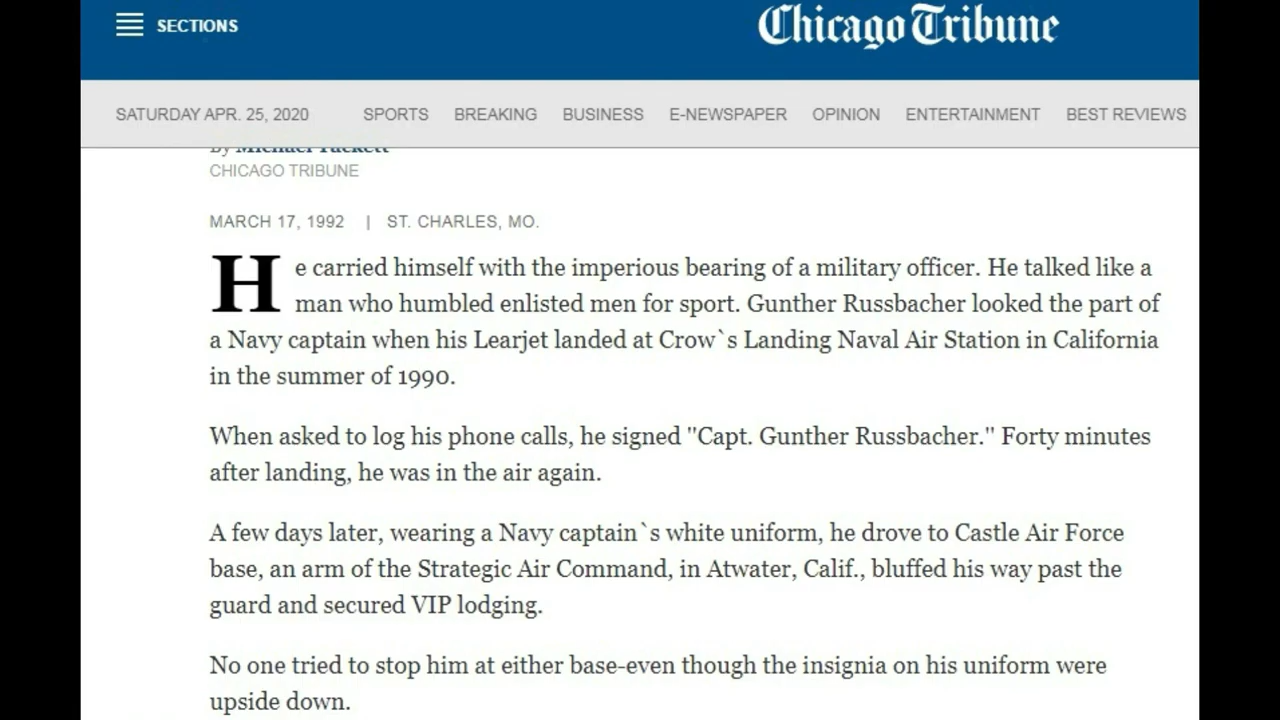 SECTIONS
Chicago Tribune
SATURDAY APR. 25, 2020 SPORTS BREAKING BUSINESS E-NEWSPAPER OPINION ENTERTAINMENT BEST REVIEWS
By Michael Tackett
CHICAGO TRIBUNE
MARCH 17, 1992 | ST. CHARLES, MO.
He carried himself with the imperious bearing of a military officer. He talked like a
man who humbled enlisted men for sport. Gunther Russbacher looked the part of
a Navy captain when his Learjet landed at Crow`s Landing Naval Air Station in California
in the summer of 1990.
When asked to log his phone calls, he signed "Capt. Gunther Russbacher." Forty minutes
after landing, he was in the air again.
A few days later, wearing a Navy captain`s white uniform, he drove to Castle Air Force
base, an arm of the Strategic Air Command, in Atwater, Calif., bluffed his way past the
guard and secured VIP lodging.
No one tried to stop him at either base-even though the insignia on his uniform were
upside down.